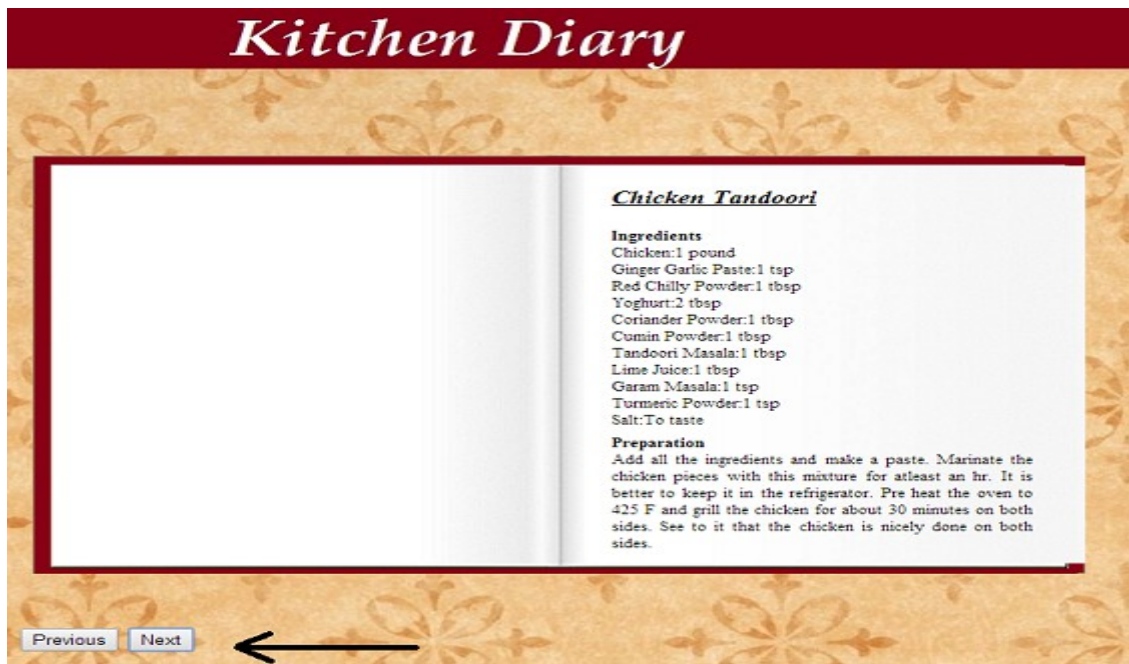 Kitchen Diary
Chicken Tandoori
Ingredients
Chicken:1 pound
Ginger Garlic Paste:1 tsp
Red Chilly Powder:1 tbsp
Yoghurt:2 tbsp
Coriander Powder:1 tbsp
Cumin Powder:1 tbsp
Tandoori Masala:1 tbsp
Lime Juice:1 tbsp
Garam Masala:1 tsp
Turmeric Powder:1 tsp
Salt:To taste
Preparation
Add all the ingredients and make a paste. Marinate the
chicken pieces with this mixture for atleast an hr. It is
better to keep it in the refrigerator. Pre heat the oven to
425 F and grill the chicken for about 30 minutes on both
sides. See to it that the chicken is nicely done on both
sides.
Previous Next